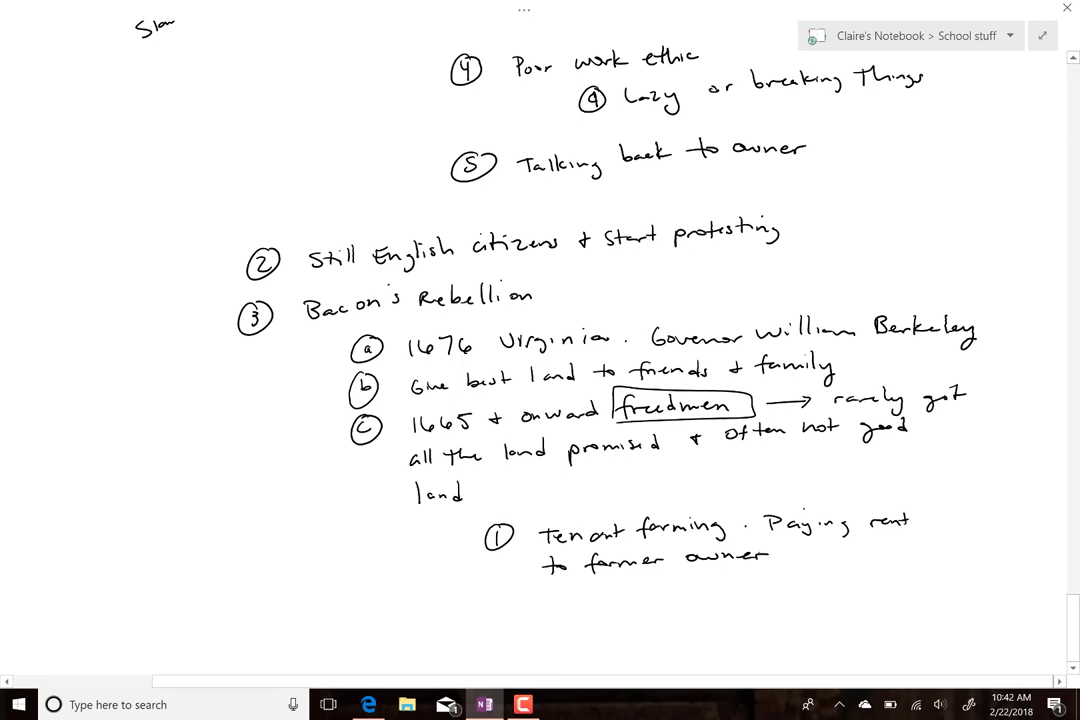 Slav
Claire's Notebook > School stuff
④ Poor work ethic
ⓐ Lazy or breaking things
⑤ Talking back to owner
② Still English citizens + start protesting
③ Bacon's Rebellion
ⓐ 1676 Virginia. Governor William Berkeley
ⓑ Give best land to friends + family
ⓒ 1665 + onward freedmen → rarely got
all the land promised + often not good
land
① Tenant farming. Paying rent
to former owner
Type here to search
10:42 AM
2/22/2018